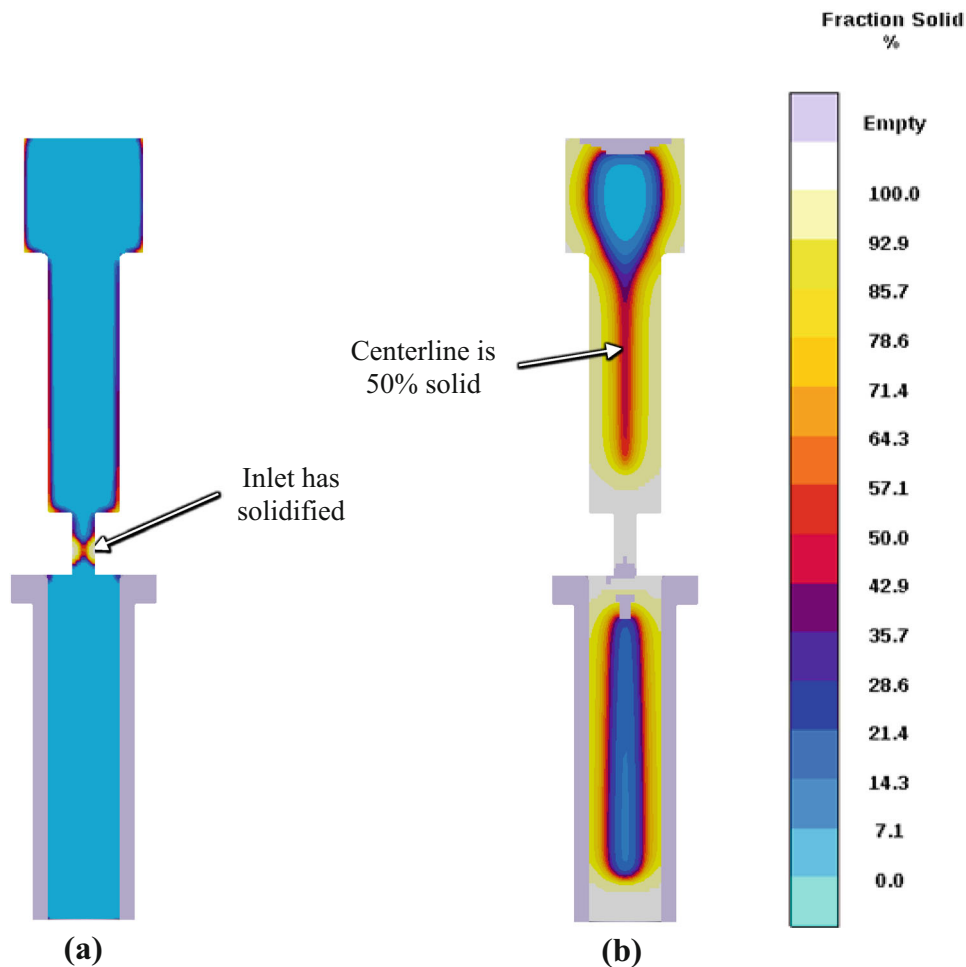 Fraction Solid
%
Empty
100.0
92.9
85.7
78.6
71.4
64.3
57.1
50.0
42.9
35.7
28.6
21.4
14.3
7.1
0.0
Centerline is
50% solid
Inlet has
solidified
(a)
(b)